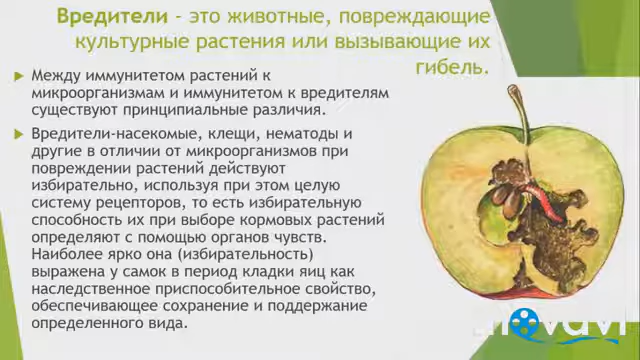 Вредители - это животные, повреждающие
культурные растения или вызывающие их
гибель.
Между иммунитетом растений к
микроорганизмам и иммунитетом к вредителям
существуют принципиальные различия.
Вредители-насекомые, клещи, нематоды и
другие в отличии от микроорганизмов при
повреждении растений действуют
избирательно, используя при этом целую
систему рецепторов, то есть избирательную
способность их при выборе кормовых растений
определяют с помощью органов чувств.
Наиболее ярко она (избирательность)
выражена у самок в период кладки яиц как
наследственное приспособительное свойство,
обеспечивающее сохранение и поддержание
определенного вида.